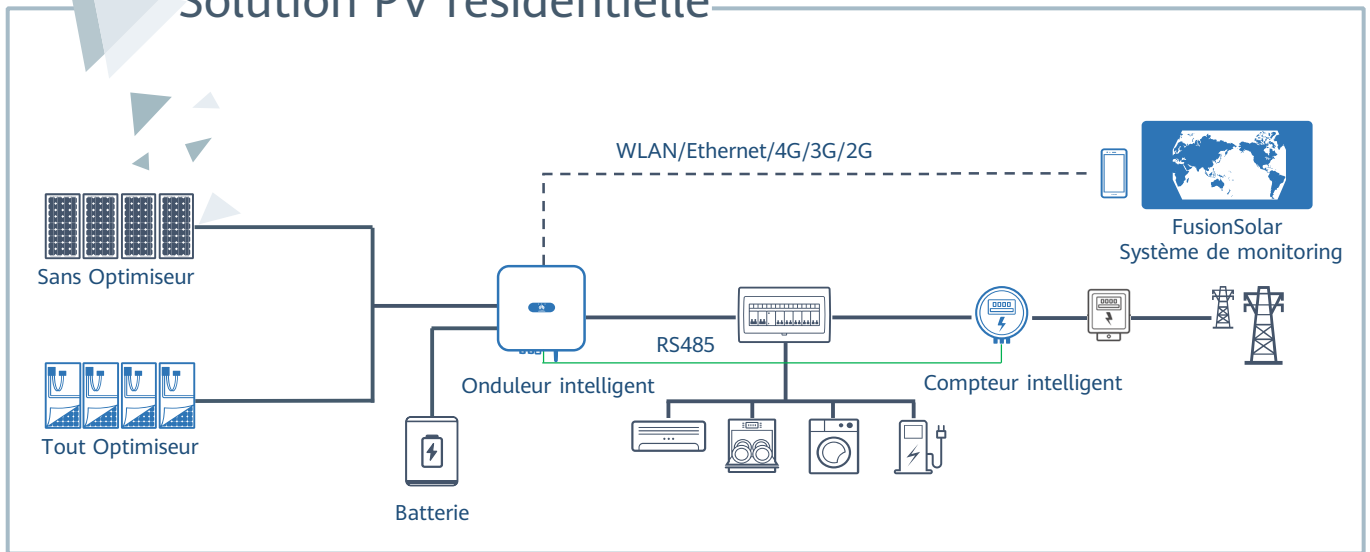 Solution PV résidentielle
WLAN/Ethernet/4G/3G/2G
FusionSolar
Système de monitoring
Sans Optimiseur
RS485
Onduleur intelligent
Compteur intelligent
Tout Optimiseur
Batterie